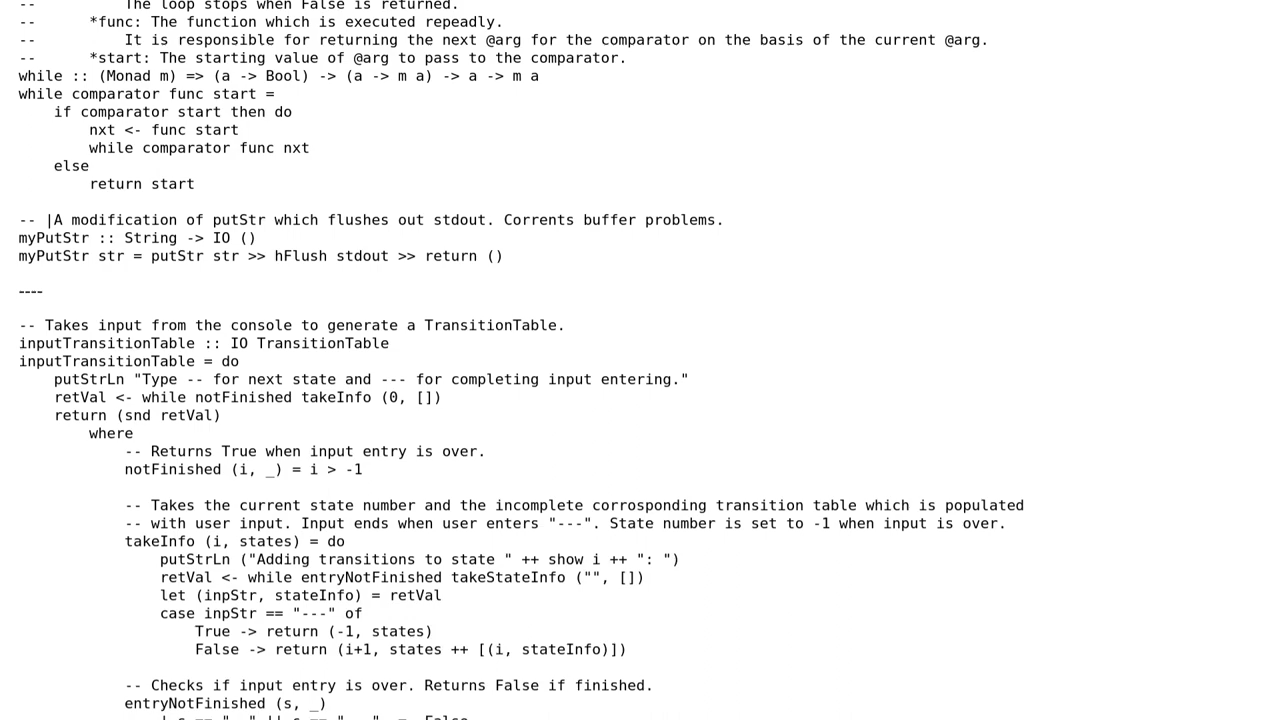 --          The loop stops when False is returned.
--      *func: The function which is executed repeadly.
--          It is responsible for returning the next @arg for the comparator on the basis of the current @arg.
--      *start: The starting value of @arg to pass to the comparator.
while :: (Monad m) => (a -> Bool) -> (a -> m a) -> a -> m a
while comparator func start =
    if comparator start then do
        nxt <- func start
        while comparator func nxt
    else
        return start

-- |A modification of putStr which flushes out stdout. Corrents buffer problems.
myPutStr :: String -> IO ()
myPutStr str = putStr str >> hFlush stdout >> return ()

----

-- Takes input from the console to generate a TransitionTable.
inputTransitionTable :: IO TransitionTable
inputTransitionTable = do
    putStrLn "Type -- for next state and --- for completing input entering."
    retVal <- while notFinished takeInfo (0, [])
    return (snd retVal)
        where
            -- Returns True when input entry is over.
            notFinished (i, _) = i > -1

            -- Takes the current state number and the incomplete corrosponding transition table which is populated
            -- with user input. Input ends when user enters "---". State number is set to -1 when input is over.
            takeInfo (i, states) = do
                putStrLn ("Adding transitions to state " ++ show i ++ ": ")
                retVal <- while entryNotFinished takeStateInfo ("", [])
                let (inpStr, stateInfo) = retVal
                case inpStr == "---" of
                    True -> return (-1, states)
                    False -> return (i+1, states ++ [(i, stateInfo)])

            -- Checks if input entry is over. Returns False if finished.
            entryNotFinished (s, _)
                | s == "--" || s == "---"  =  False